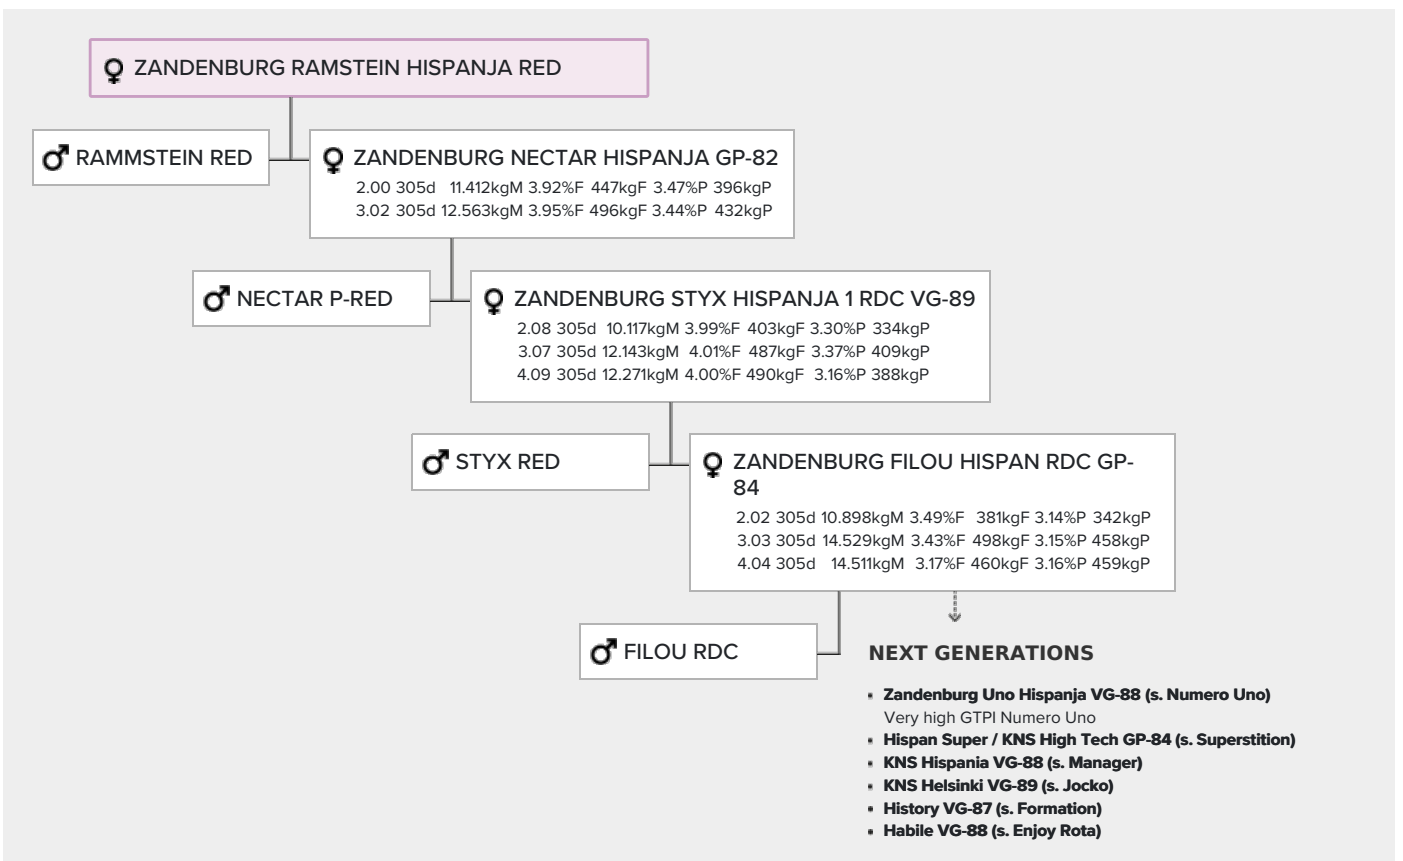 ZANDENBURG RAMSTEIN HISPANJA RED
RAMMSTEIN RED
ZANDENBURG NECTAR HISPANJA GP-82
2.00 305d 11.412kgM 3.92%F 447kgF 3.47%P 396kgP
3.02 305d 12.563kgM 3.95%F 496kgF 3.44%P 432kgP
NECTAR P-RED
ZANDENBURG STYX HISPANJA 1 RDC VG-89
2.08 305d 10.117kgM 3.99%F 403kgF 3.30%P 334kgP
3.07 305d 12.143kgM 4.01%F 487kgF 3.37%P 409kgP
4.09 305d 12.271kgM 4.00%F 490kgF 3.16%P 388kgP
STYX RED
ZANDENBURG FILOU HISPAN RDC GP-
84
2.02 305d 10.898kgM 3.49%F 381kgF 3.14%P 342kgP
3.03 305d 14.529kgM 3.43%F 498kgF 3.15%P 458kgP
4.04 305d 14.511kgM 3.17%F 460kgF 3.16%P 459kgP
FILOU RDC
NEXT GENERATIONS
▪ Zandenburg Uno Hispanja VG-88 (s. Numero Uno)
Very high GTPI Numero Uno
▪ Hispan Super / KNS High Tech GP-84 (s. Superstition)
▪ KNS Hispania VG-88 (s. Manager)
▪ KNS Helsinki VG-89 (s. Jocko)
▪ History VG-87 (s. Formation)
▪ Habile VG-88 (s. Enjoy Rota)